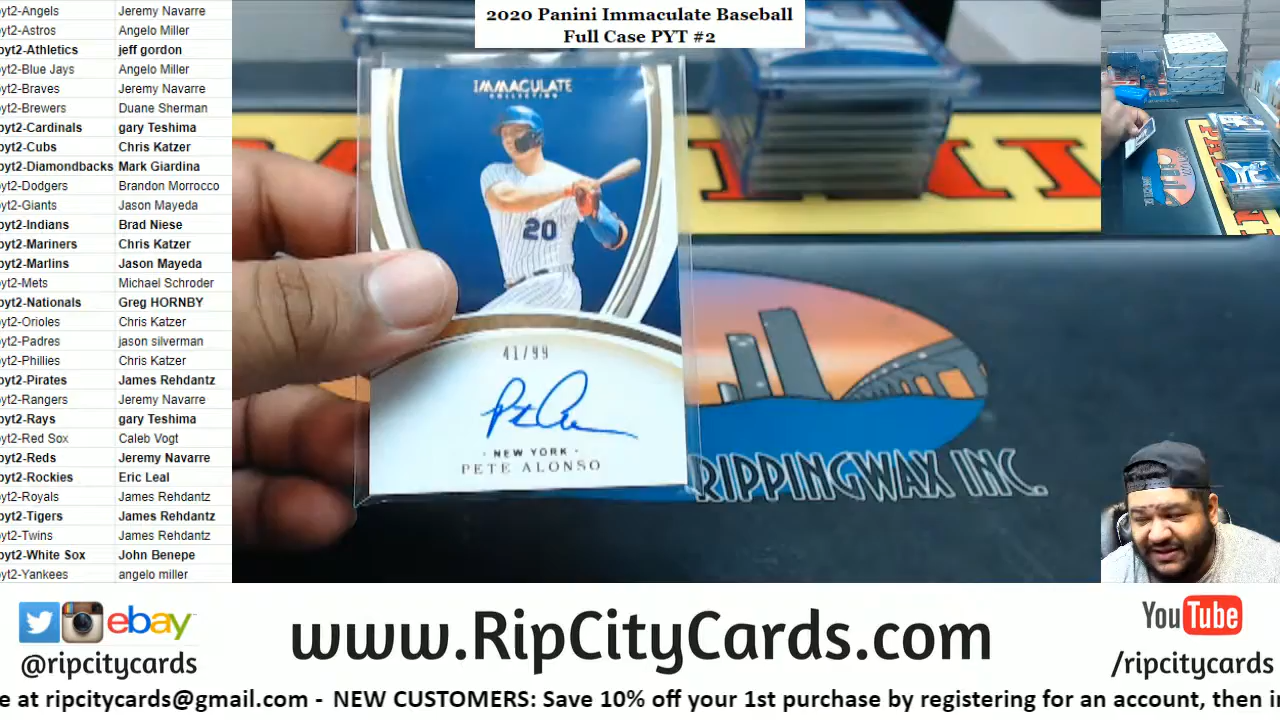 2020 Panini Immaculate Baseball
Full Case PYT #2
pyt2-Angels Jeremy Navarre
pyt2-Astros Angelo Miller
pyt2-Athletics jeff gordon
pyt2-Blue Jays Angelo Miller
pyt2-Braves Jeremy Navarre
pyt2-Brewers Duane Sherman
pyt2-Cardinals gary Teshima
pyt2-Cubs Chris Katzer
pyt2-Diamondbacks Mark Giardina
pyt2-Dodgers Brandon Morrocco
pyt2-Giants Jason Mayeda
pyt2-Indians Brad Niese
pyt2-Mariners Chris Katzer
pyt2-Marlins Jason Mayeda
pyt2-Mets Michael Schroder
pyt2-Nationals Greg HORNBY
pyt2-Orioles Chris Katzer
pyt2-Padres jason silverman
pyt2-Phillies Chris Katzer
pyt2-Pirates James Rehdantz
pyt2-Rangers Jeremy Navarre
pyt2-Rays gary Teshima
pyt2-Red Sox Caleb Vogt
pyt2-Reds Jeremy Navarre
pyt2-Rockies Eric Leal
pyt2-Royals James Rehdantz
pyt2-Tigers James Rehdantz
pyt2-Twins James Rehdantz
pyt2-White Sox John Benepe
pyt2-Yankees angelo miller
IMMACULATE
COLLECTION
20
41/99
· NEW YORK ·
PETE ALONSO
RIPPINGWAX INC.
ebay
@ripcitycards
www.RipCityCards.com
YouTube
/ripcitycards
e at ripcitycards@gmail.com - NEW CUSTOMERS: Save 10% off your 1st purchase by registering for an account, then i